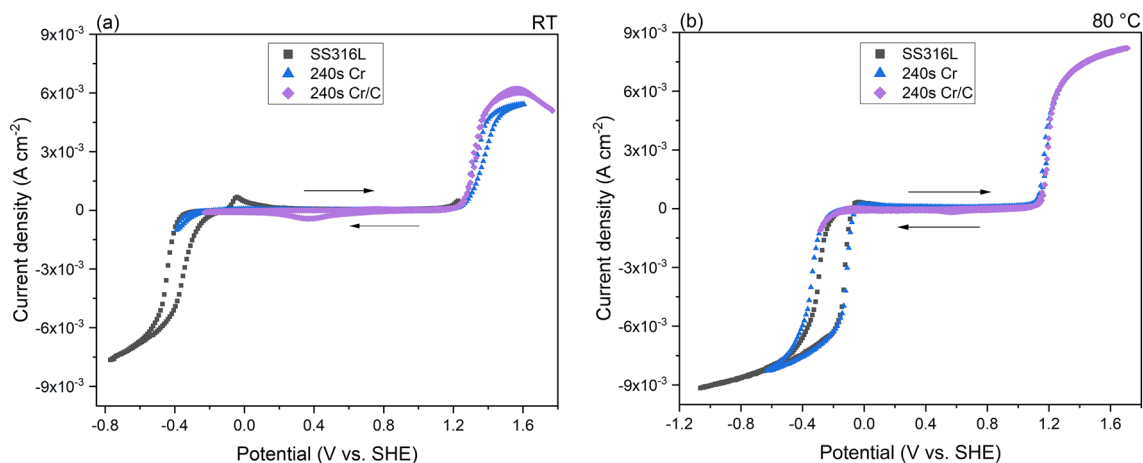 (a)
RT
SS316L
240s Cr
240s Cr/C
9x10⁻³
6x10⁻³
3x10⁻³
0
-3x10⁻³
-6x10⁻³
-9x10⁻³
Current density (A cm⁻²)
-0.8 -0.4 0.0 0.4 0.8 1.2 1.6
Potential (V vs. SHE)
(b)
80 °C
SS316L
240s Cr
240s Cr/C
9x10⁻³
6x10⁻³
3x10⁻³
0
-3x10⁻³
-6x10⁻³
-9x10⁻³
Current density (A cm⁻²)
-1.2 -0.8 -0.4 0.0 0.4 0.8 1.2 1.6
Potential (V vs. SHE)